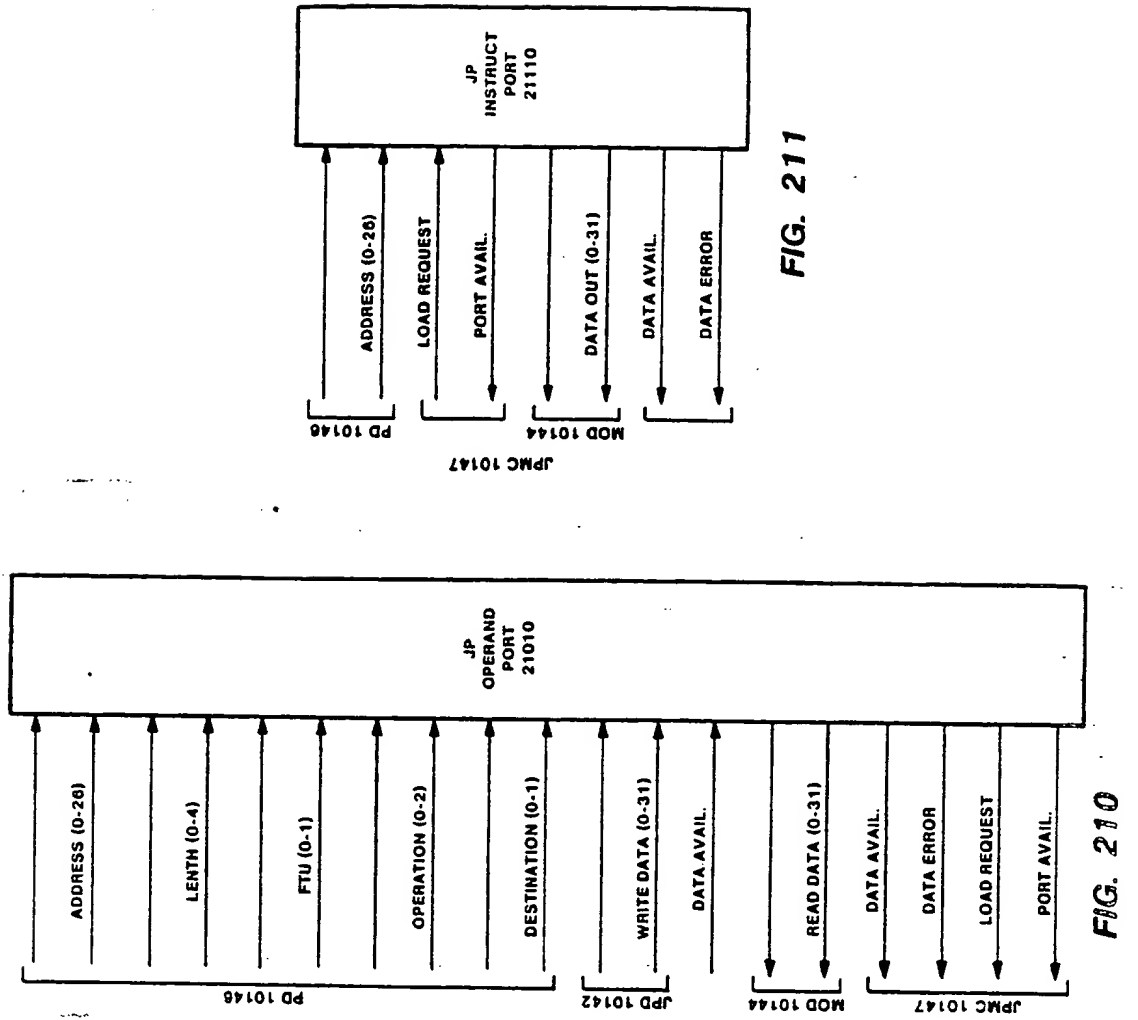 JP
INSTRUCT
PORT
21110
ADDRESS (0-26)
LOAD REQUEST
PORT AVAIL.
DATA OUT (0-31)
DATA AVAIL.
DATA ERROR
PD 10146
JPMC 10147
MOD 10144
FIG. 211
JP
OPERAND
PORT
21010
ADDRESS (0-26)
LENTH (0-4)
FTU (0-1)
OPERATION (0-2)
DESTINATION (0-1)
WRITE DATA (0-31)
DATA AVAIL.
READ DATA (0-31)
DATA AVAIL.
DATA ERROR
LOAD REQUEST
PORT AVAIL.
PD 10146
JPD 10142
MOD 10144
JPMC 10147
FIG. 210